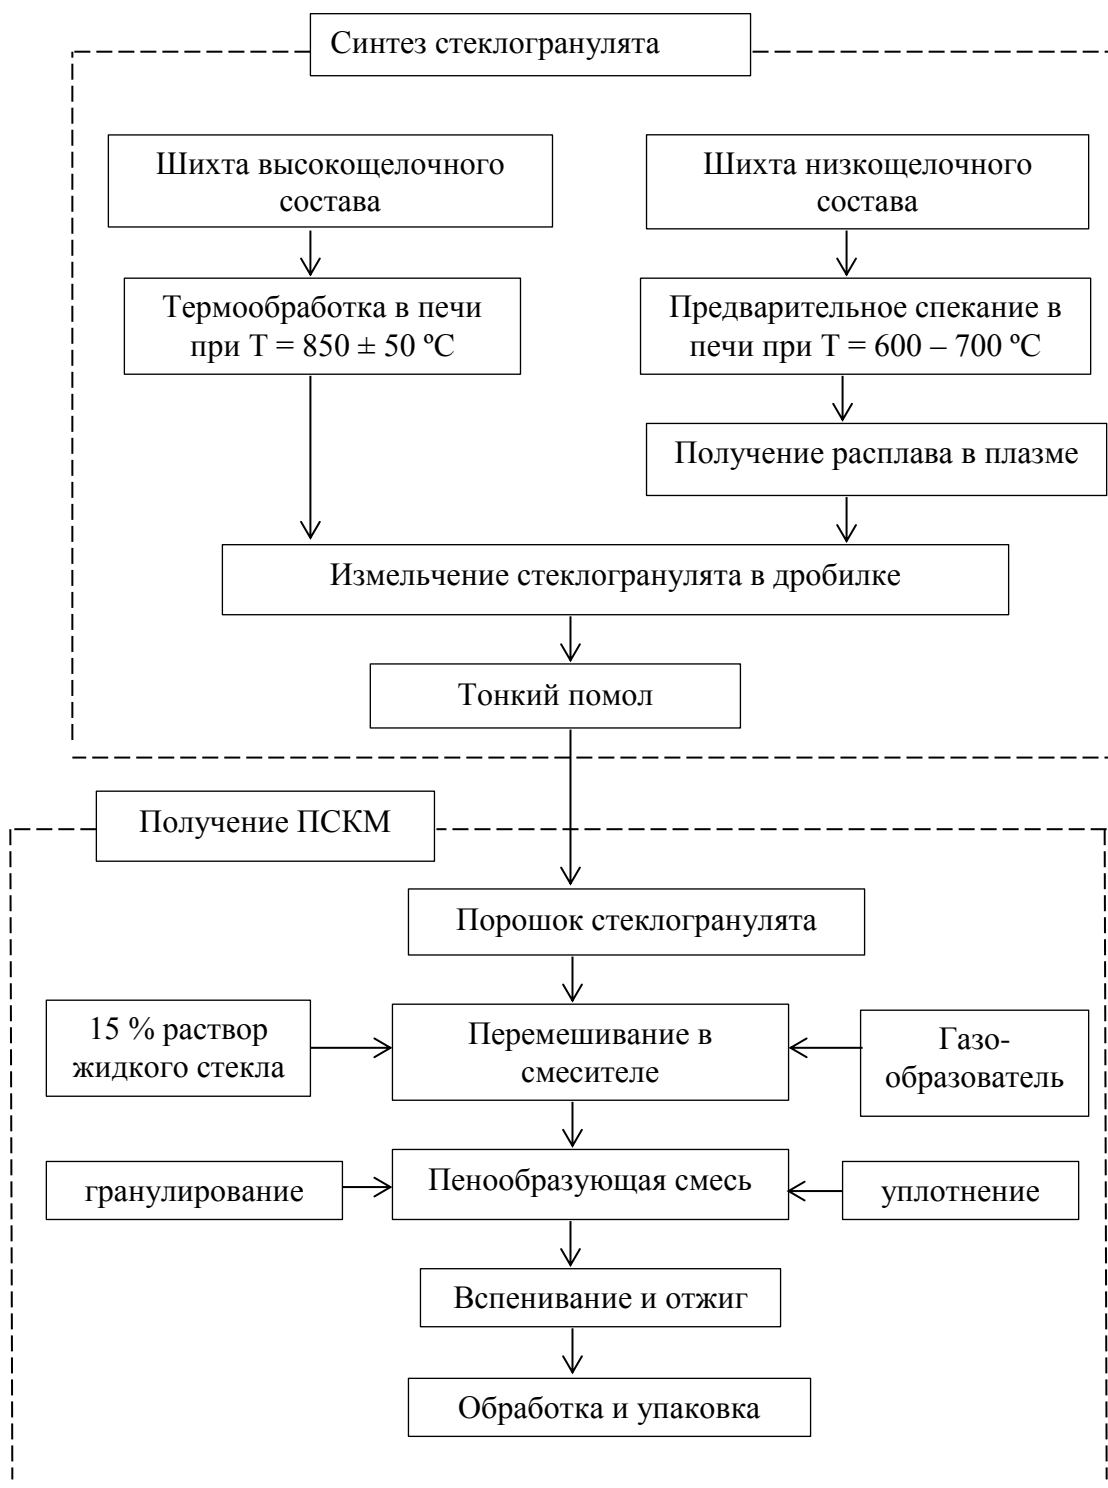 Синтез стеклогранулята
Шихта высокощелочного
состава
Шихта низкощелочного
состава
Термообработка в печи
при Т = 850 ± 50 ºС
Предварительное спекание в
печи при Т = 600 – 700 ºС
Получение расплава в плазме
Измельчение стеклогранулята в дробилке
Тонкий помол
Получение ПСКМ
Порошок стеклогранулята
15 % раствор
жидкого стекла
Перемешивание в
смесителе
Газо-
образователь
гранулирование
Пенообразующая смесь
уплотнение
Вспенивание и отжиг
Обработка и упаковка